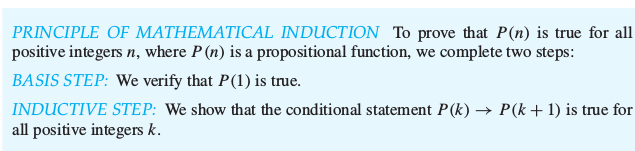 PRINCIPLE OF MATHEMATICAL INDUCTION To prove that P(n) is true for all
positive integers n, where P(n) is a propositional function, we complete two steps:
BASIS STEP: We verify that P(1) is true.
INDUCTIVE STEP: We show that the conditional statement P(k) → P(k + 1) is true for
all positive integers k.